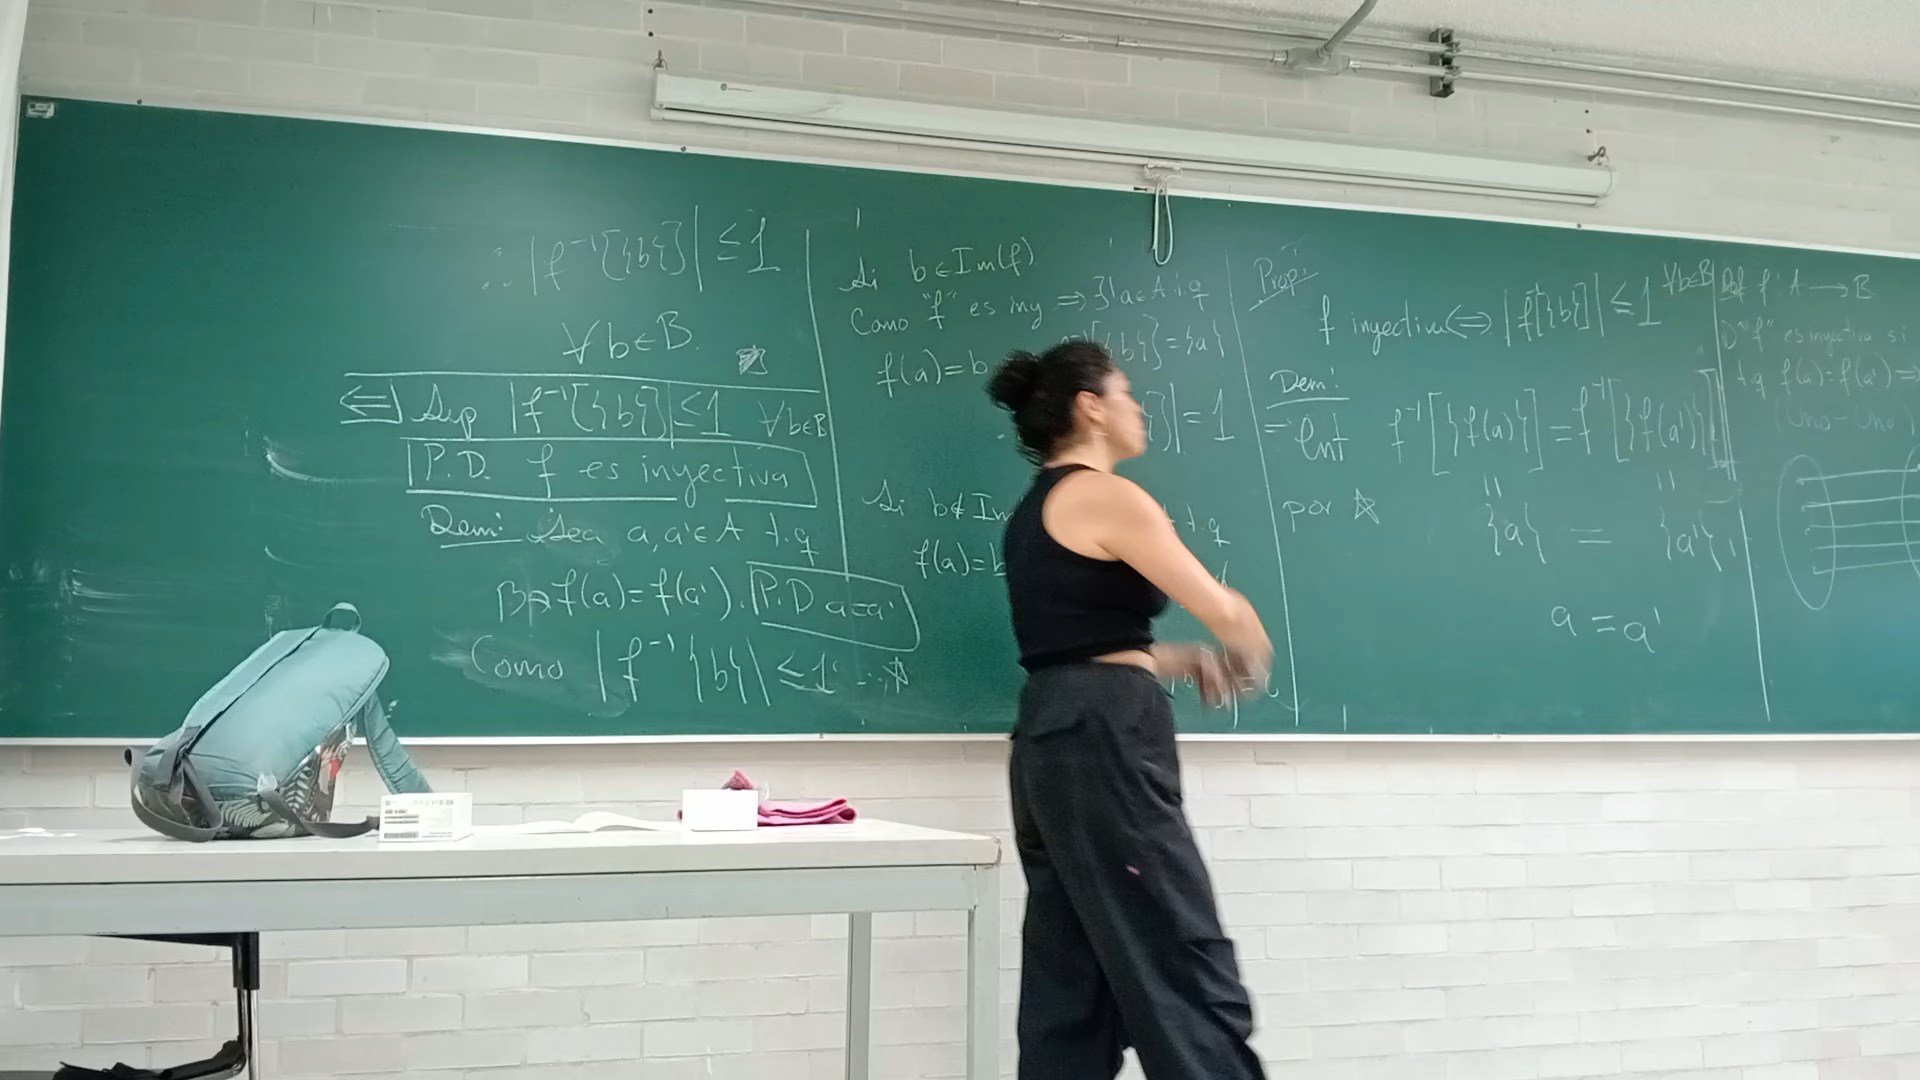 ∴ |f⁻¹[{b}]| ≤ 1
∀b∈B.
⇐] Sup |f⁻¹[{b}]| ≤ 1 ∀b∈B
P.D. f es inyectiva
Dem: Sea a, a' ∈ A t.q
f(a) = f(a'). P.D a=a'
Como |f⁻¹{b}| ≤ 1 ...☆
Si b ∈ Im(f)
Como "f" es iny ⇒ ∃! a∈A t.q
f(a) = b
{b}] = {a}
}]| = 1
Si b ∉ Im
t.q
f(a) = b
Prop:
f inyectiva ⇔ |f⁻¹[{b}]| ≤ 1 ∀b∈B
Dem:
⇒ Ent f⁻¹[{f(a)}] = f⁻¹[{f(a')}]
por ☆ {a} = {a'}.
a = a'
Def f: A → B.
"f" es inyectiva si
t.q f(a) = f(a') ⇒
(Uno-Uno)